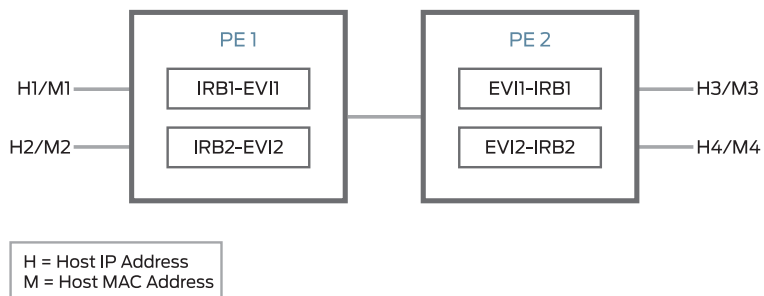 PE 1
PE 2
H1/M1
IRB1-EVI1
EVI1-IRB1
H3/M3
H2/M2
IRB2-EVI2
EVI2-IRB2
H4/M4
H = Host IP Address
M = Host MAC Address